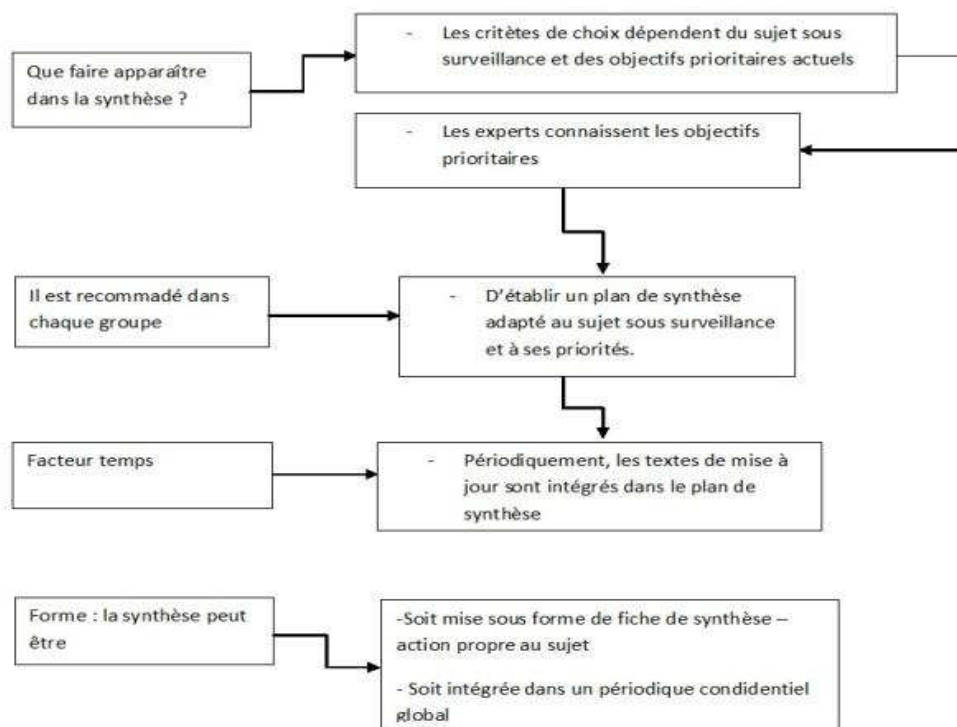 - Les critètes de choix dépendent du sujet sous
surveillance et des objectifs prioritaires actuels
Que faire apparaître
dans la synthèse ?
- Les experts connaissent les objectifs
prioritaires
Il est recommadé dans
chaque groupe
- D'établir un plan de synthèse
adapté au sujet sous surveillance
et à ses priorités.
Facteur temps
- Périodiquement, les textes de mise à
jour sont intégrés dans le plan de
synthèse
Forme : la synthèse peut
être
-Soit mise sous forme de fiche de synthèse –
action propre au sujet
- Soit intégrée dans un périodique condidentiel
global